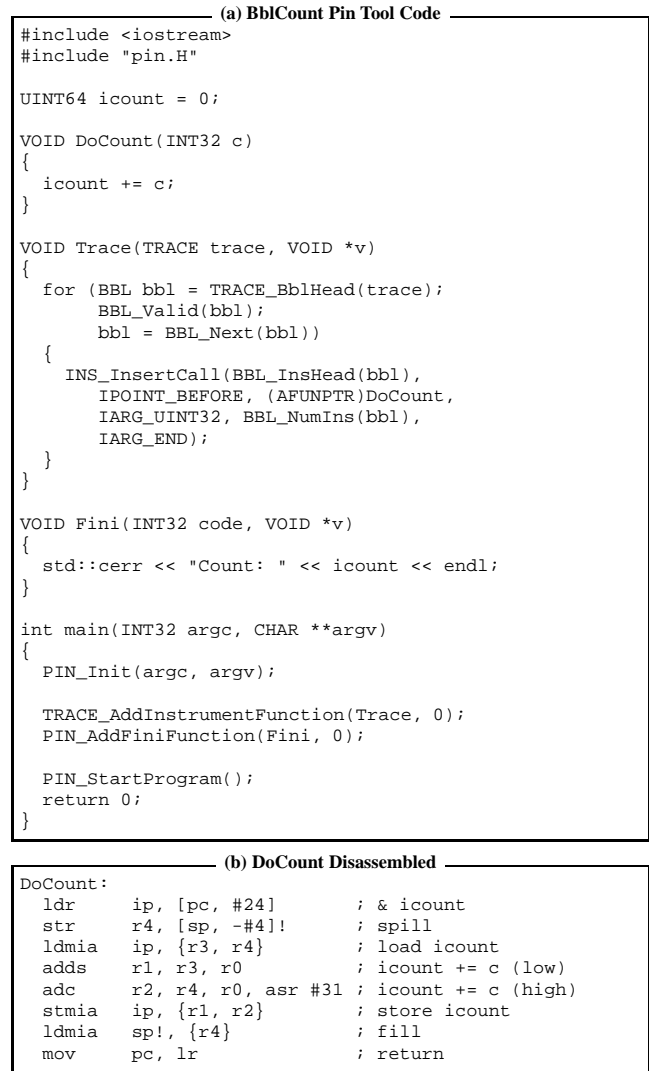 (a) BblCount Pin Tool Code
#include <iostream>
#include "pin.H"
UINT64 icount = 0;
VOID DoCount(INT32 c)
{
  icount += c;
}
VOID Trace(TRACE trace, VOID *v)
{
  for (BBL bbl = TRACE_BblHead(trace);
       BBL_Valid(bbl);
       bbl = BBL_Next(bbl))
  {
    INS_InsertCall(BBL_InsHead(bbl),
       IPOINT_BEFORE, (AFUNPTR)DoCount,
       IARG_UINT32, BBL_NumIns(bbl),
       IARG_END);
  }
}
VOID Fini(INT32 code, VOID *v)
{
  std::cerr << "Count: " << icount << endl;
}
int main(INT32 argc, CHAR **argv)
{
  PIN_Init(argc, argv);
  TRACE_AddInstrumentFunction(Trace, 0);
  PIN_AddFiniFunction(Fini, 0);
  PIN_StartProgram();
  return 0;
}
(b) DoCount Disassembled
DoCount:
  ldr     ip, [pc, #24]       ; & icount
  str     r4, [sp, -#4]!      ; spill
  ldmia   ip, {r3, r4}        ; load icount
  adds    r1, r3, r0          ; icount += c (low)
  adc     r2, r4, r0, asr #31 ; icount += c (high)
  stmia   ip, {r1, r2}        ; store icount
  ldmia   sp!, {r4}           ; fill
  mov     pc, lr              ; return